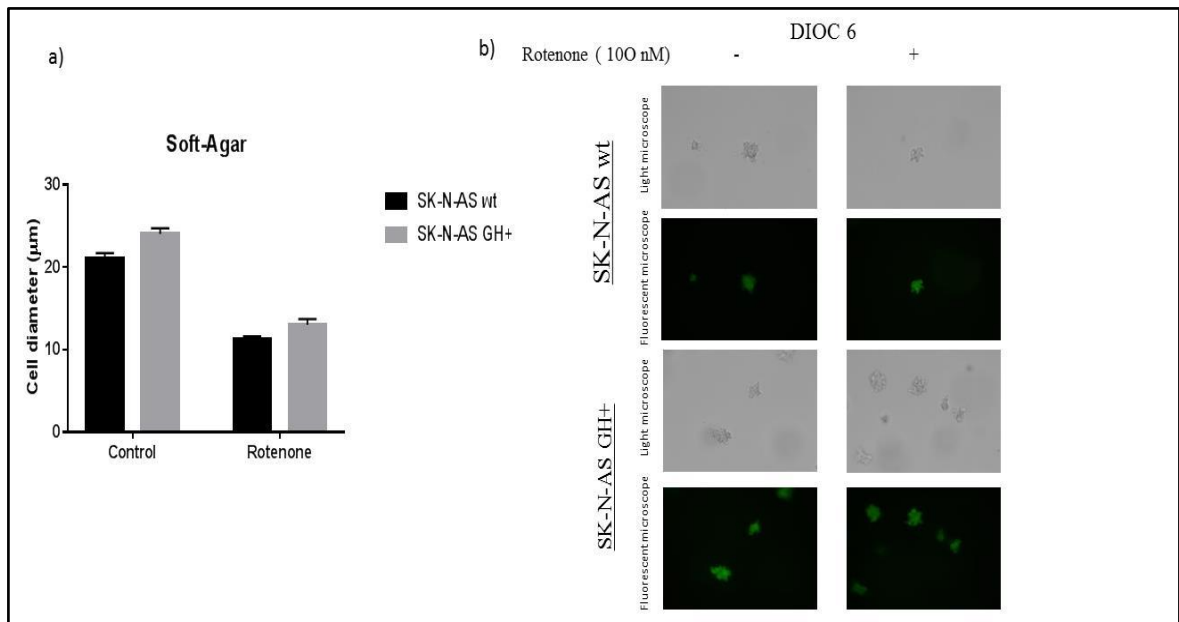 a)
Soft-Agar
30
20
10
0
Cell diameter (µm)
Control
Rotenone
SK-N-AS wt
SK-N-AS GH+
b)
DIOC 6
Rotenone ( 10O nM)
-
+
SK-N-AS wt
Light microscope
Fluorescent microscope
SK-N-AS GH+
Light microscope
Fluorescent microscope